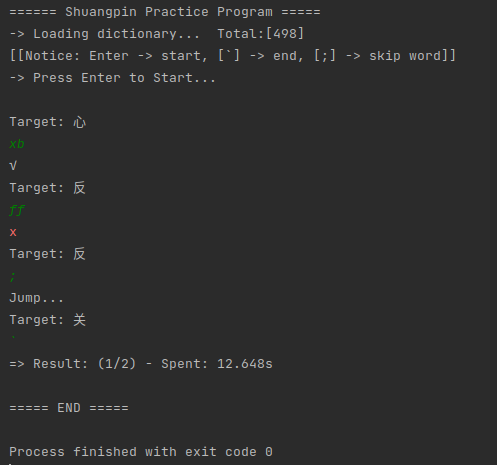 ====== Shuangpin Practice Program =====
-> Loading dictionary...  Total:[498]
[[Notice: Enter -> start, [`] -> end, [;] -> skip word]]
-> Press Enter to Start...
Target: 心
xb
√
Target: 反
ff
x
Target: 反
;
Jump...
Target: 关
`
=> Result: (1/2) - Spent: 12.648s
===== END =====
Process finished with exit code 0